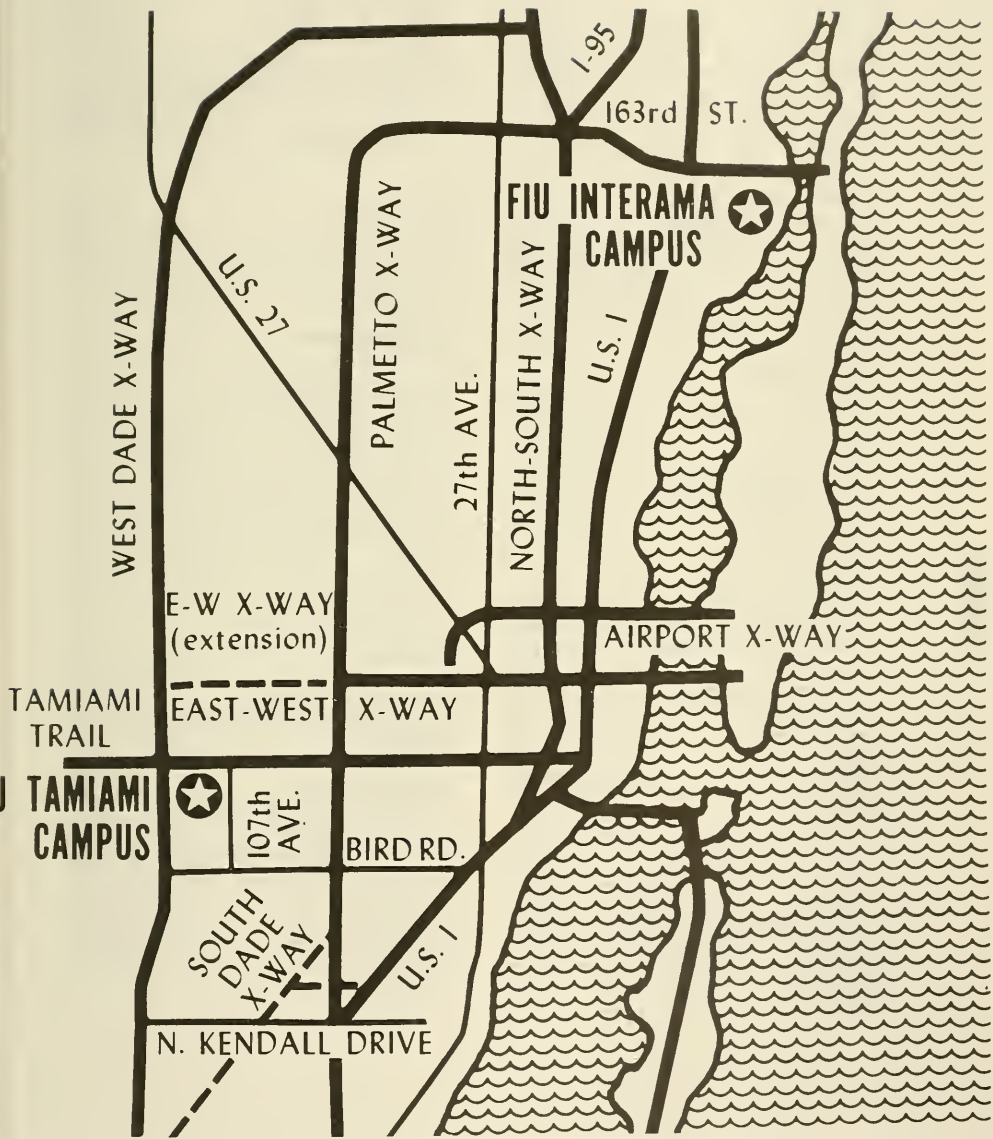 I-95
163rd ST.
FIU INTERAMA
CAMPUS
U.S. 27
PALMETTO X-WAY
WEST DADE X-WAY
27th AVE.
NORTH-SOUTH X-WAY
U.S. 1
E-W X-WAY
(extension)
AIRPORT X-WAY
TAMIAMI
TRAIL
EAST-WEST X-WAY
TAMIAMI
CAMPUS
107th
AVE.
BIRD RD.
SOUTH
DADE
X-WAY
U.S. 1
N. KENDALL DRIVE